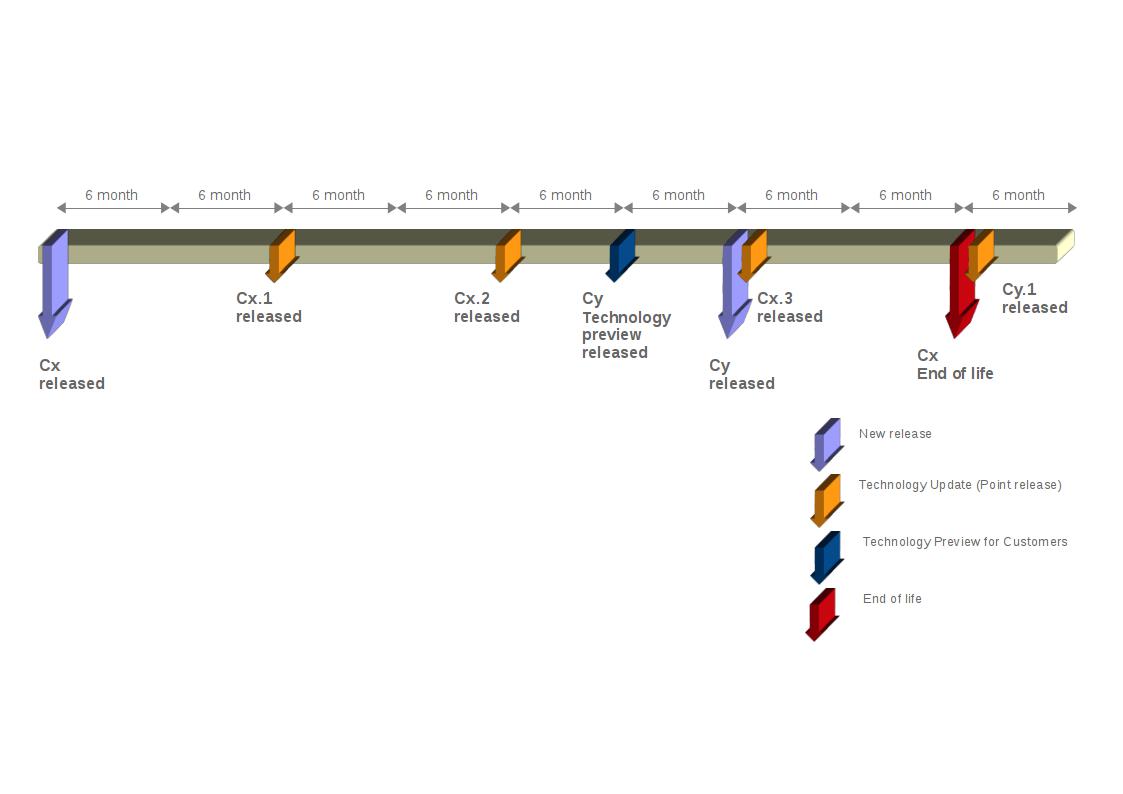 6 month
6 month
6 month
6 month
6 month
6 month
6 month
6 month
6 month
Cx
released
Cx.1
released
Cx.2
released
Cy
Technology
preview
released
Cy
released
Cx.3
released
Cx
End of life
Cy.1
released
New release
Technology Update (Point release)
Technology Preview for Customers
End of life